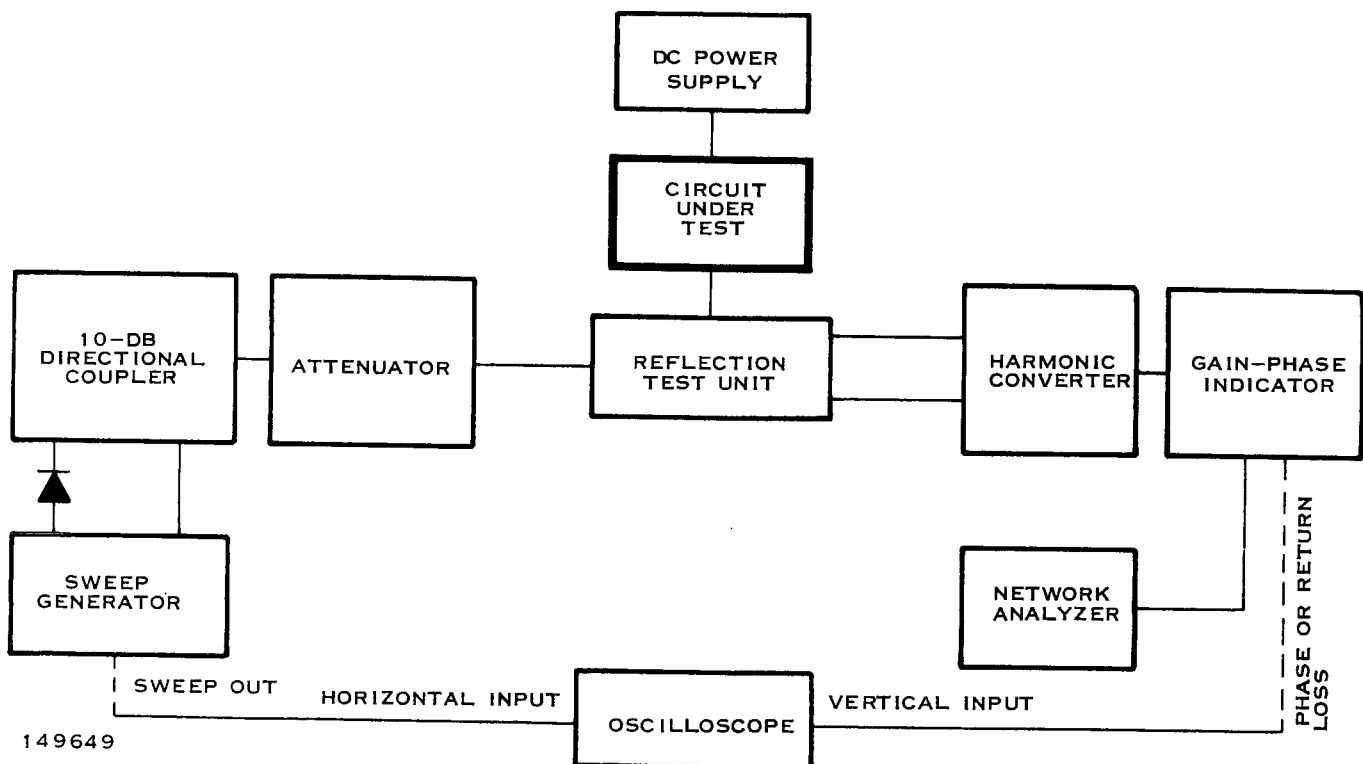 DC POWER
SUPPLY
CIRCUIT
UNDER
TEST
10-DB
DIRECTIONAL
COUPLER
ATTENUATOR
REFLECTION
TEST UNIT
HARMONIC
CONVERTER
GAIN-PHASE
INDICATOR
SWEEP
GENERATOR
NETWORK
ANALYZER
PHASE OR RETURN
LOSS
SWEEP OUT
HORIZONTAL INPUT
OSCILLOSCOPE
VERTICAL INPUT
149649